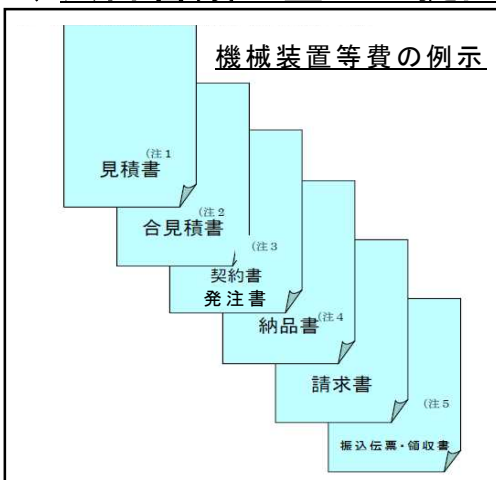 機械装置等費の例示
(注1
見積書
(注2
合見積書
(注3
契約書
発注書
(注4
納品書
請求書
(注5
振込伝票・領収書